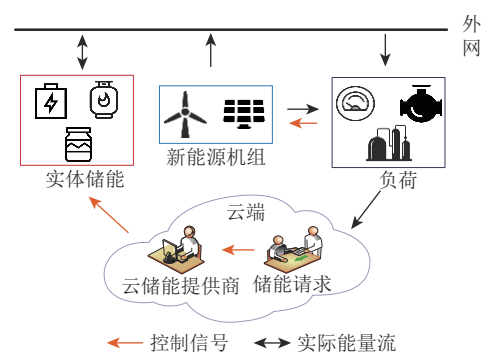 外网
实体储能
新能源机组
负荷
云端
云储能提供商
储能请求
控制信号
实际能量流